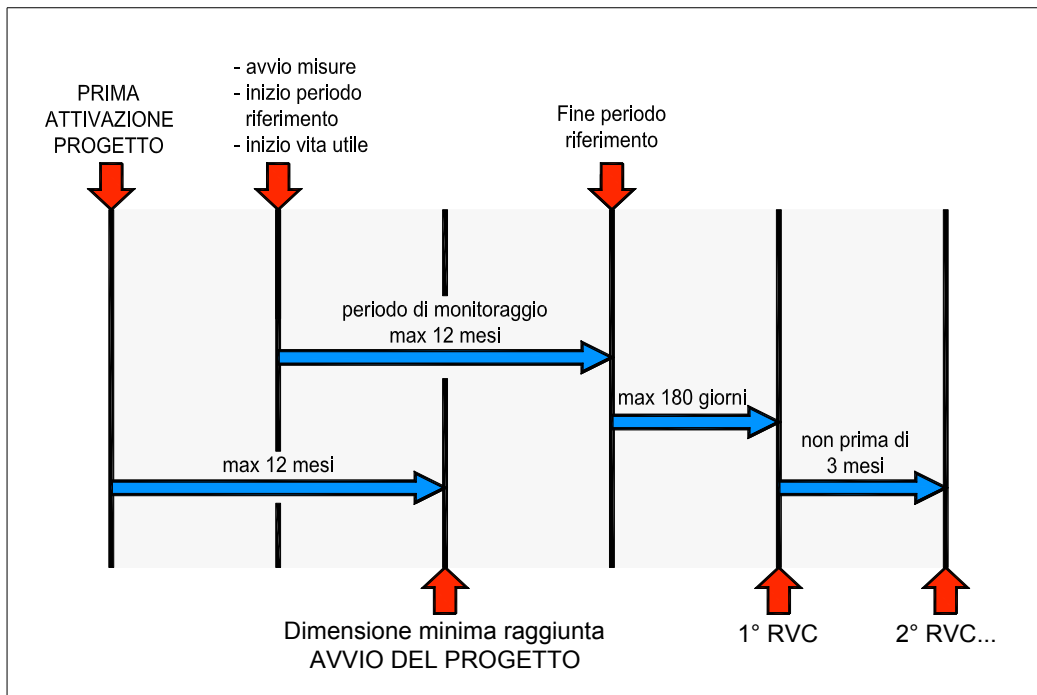 PRIMA
ATTIVAZIONE
PROGETTO
- avvio misure
- inizio periodo
riferimento
- inizio vita utile
Fine periodo
riferimento
periodo di monitoraggio
max 12 mesi
max 180 giorni
non prima di
3 mesi
max 12 mesi
Dimensione minima raggiunta
AVVIO DEL PROGETTO
1° RVC
2° RVC...